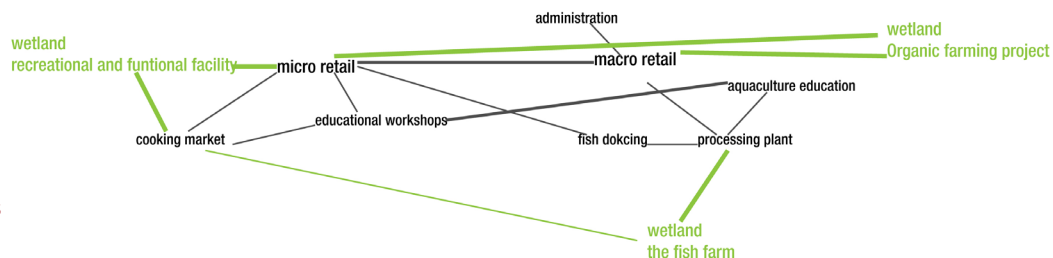 administration
wetland
Organic farming project
wetland
recreational and funtional facility
micro retail
macro retail
aquaculture education
educational workshops
cooking market
fish dokcing
processing plant
wetland
the fish farm